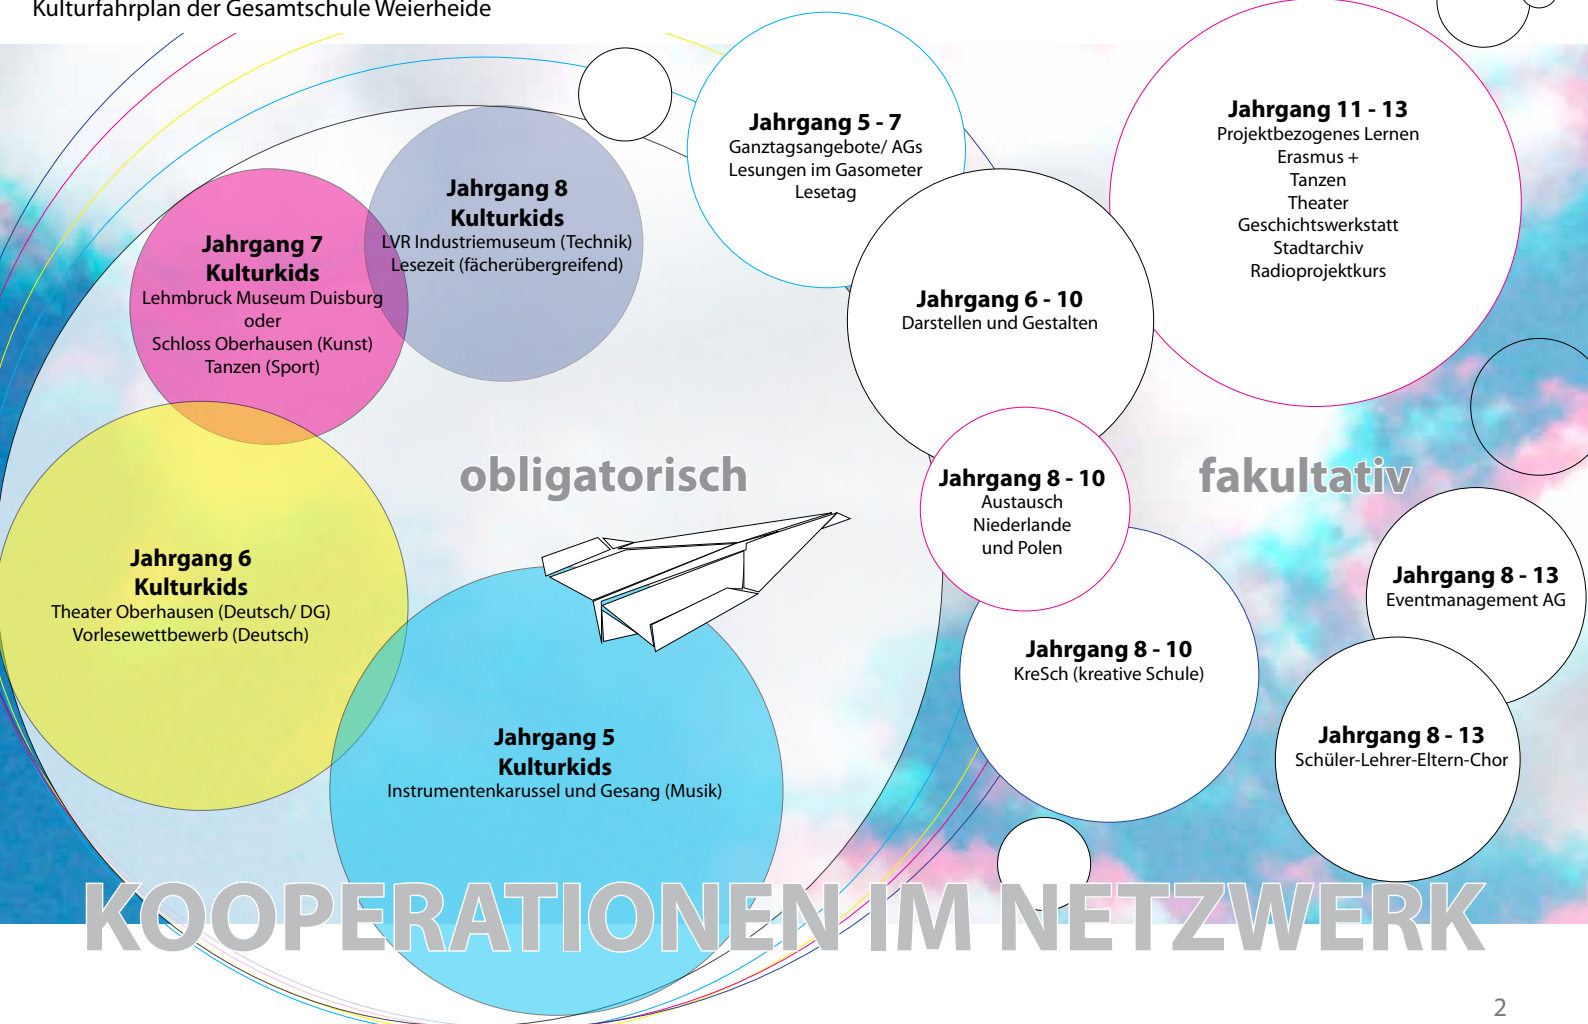 Kulturfahrplan der Gesamtschule Weierheide
Jahrgang 5 - 7
Ganztagsangebote/ AGs
Lesungen im Gasometer
Lesetag
Jahrgang 11 - 13
Projektbezogenes Lernen
Erasmus +
Tanzen
Theater
Geschichtswerkstatt
Stadtarchiv
Radioprojektkurs
Jahrgang 8
Kulturkids
LVR Industriemuseum (Technik)
Lesezeit (fächerübergreifend)
Jahrgang 7
Kulturkids
Lehmbruck Museum Duisburg
oder
Schloss Oberhausen (Kunst)
Tanzen (Sport)
Jahrgang 6 - 10
Darstellen und Gestalten
obligatorisch
fakultativ
Jahrgang 8 - 10
Austausch
Niederlande
und Polen
Jahrgang 6
Kulturkids
Theater Oberhausen (Deutsch/ DG)
Vorlesewettbewerb (Deutsch)
Jahrgang 8 - 13
Eventmanagement AG
Jahrgang 8 - 10
KreSch (kreative Schule)
Jahrgang 5
Kulturkids
Instrumentenkarussel und Gesang (Musik)
Jahrgang 8 - 13
Schüler-Lehrer-Eltern-Chor
KOOPERATIONEN IM NETZWERK
2